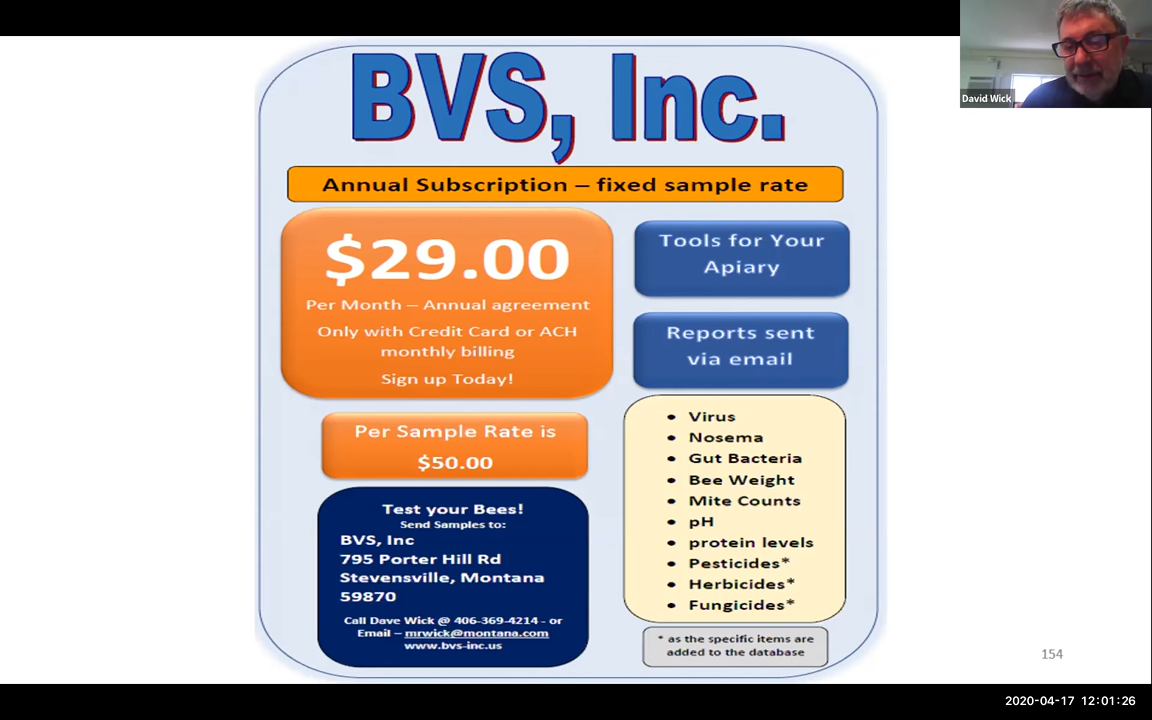 BVS, Inc.
Annual Subscription – fixed sample rate
$29.00
Per Month – Annual agreement
Only with Credit Card or ACH
monthly billing
Sign up Today!
Tools for Your
Apiary
Reports sent
via email
Per Sample Rate is
$50.00
• Virus
• Nosema
• Gut Bacteria
• Bee Weight
• Mite Counts
• pH
• protein levels
• Pesticides*
• Herbicides*
• Fungicides*
Test your Bees!
Send Samples to:
BVS, Inc
795 Porter Hill Rd
Stevensville, Montana
59870
Call Dave Wick @ 406-369-4214 - or
Email – mrwick@montana.com
www.bvs-inc.us
* as the specific items are
added to the database
David Wick
154
2020-04-17 12:01:26